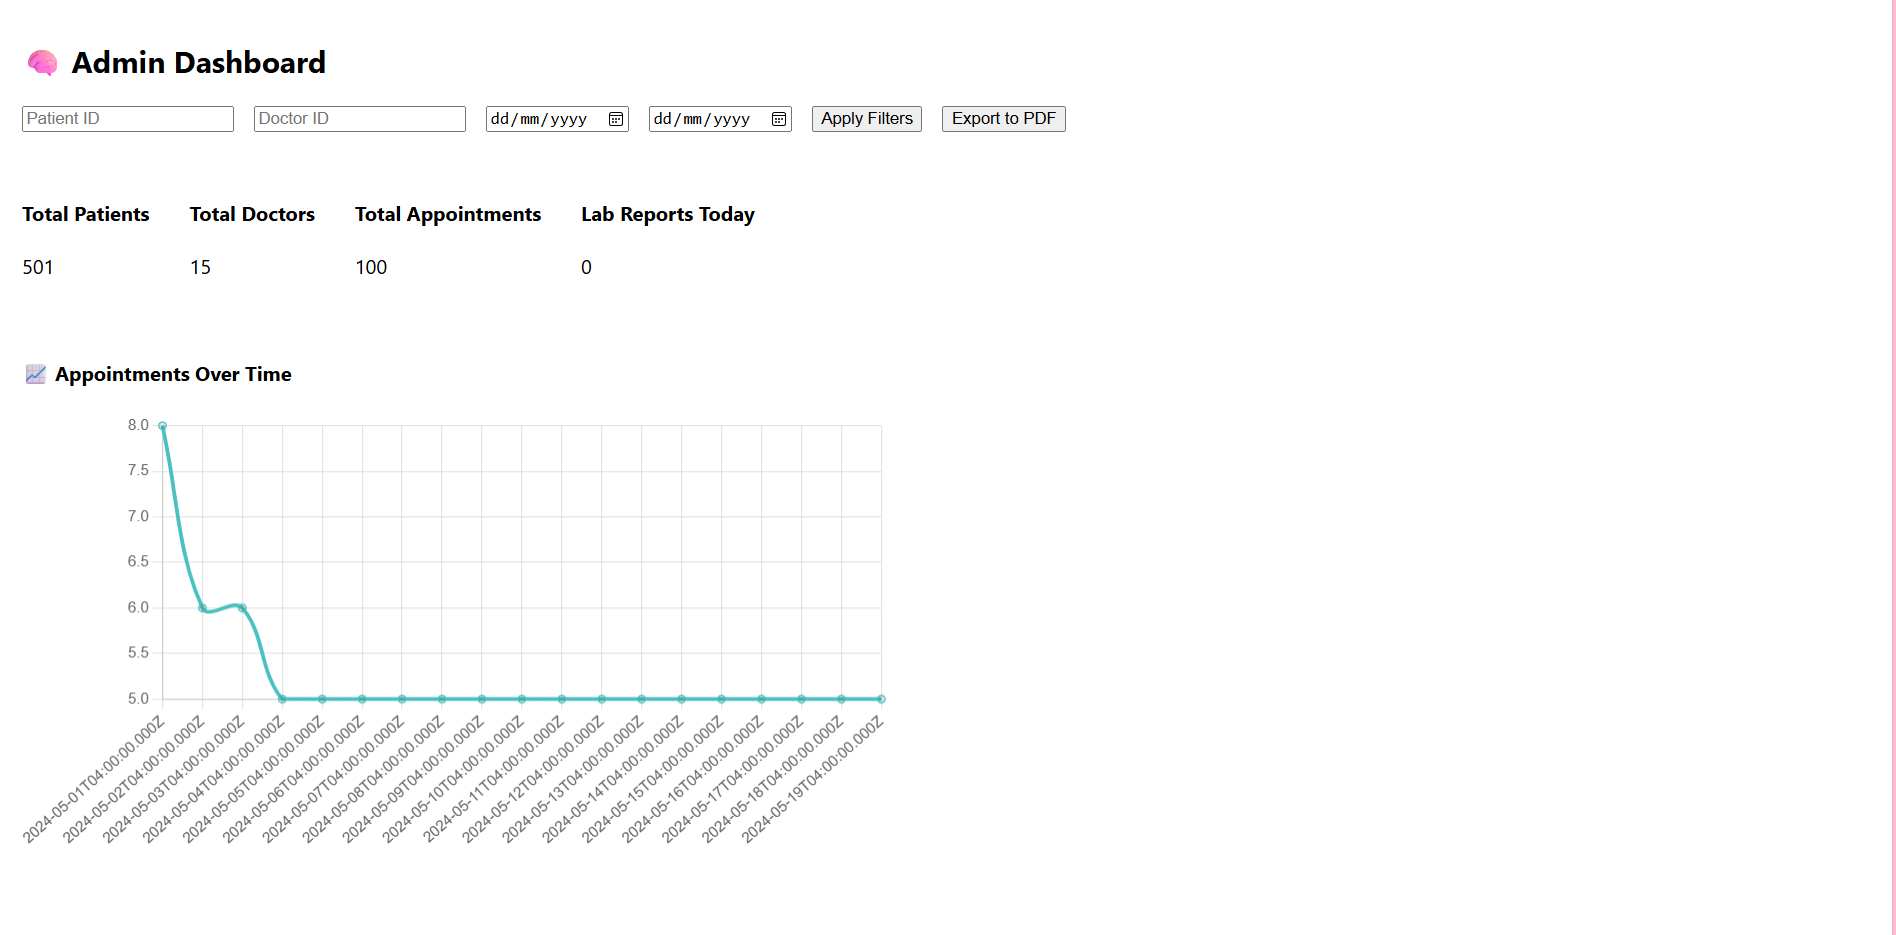 Admin Dashboard
Patient ID Doctor ID dd/mm/yyyy dd/mm/yyyy Apply Filters Export to PDF
Total Patients Total Doctors Total Appointments Lab Reports Today
501 15 100 0
Appointments Over Time
8.0
7.5
7.0
6.5
6.0
5.5
5.0
2024-05-01T04:00:00.000Z
2024-05-02T04:00:00.000Z
2024-05-03T04:00:00.000Z
2024-05-04T04:00:00.000Z
2024-05-05T04:00:00.000Z
2024-05-06T04:00:00.000Z
2024-05-07T04:00:00.000Z
2024-05-08T04:00:00.000Z
2024-05-09T04:00:00.000Z
2024-05-10T04:00:00.000Z
2024-05-11T04:00:00.000Z
2024-05-12T04:00:00.000Z
2024-05-13T04:00:00.000Z
2024-05-14T04:00:00.000Z
2024-05-15T04:00:00.000Z
2024-05-16T04:00:00.000Z
2024-05-17T04:00:00.000Z
2024-05-18T04:00:00.000Z
2024-05-19T04:00:00.000Z